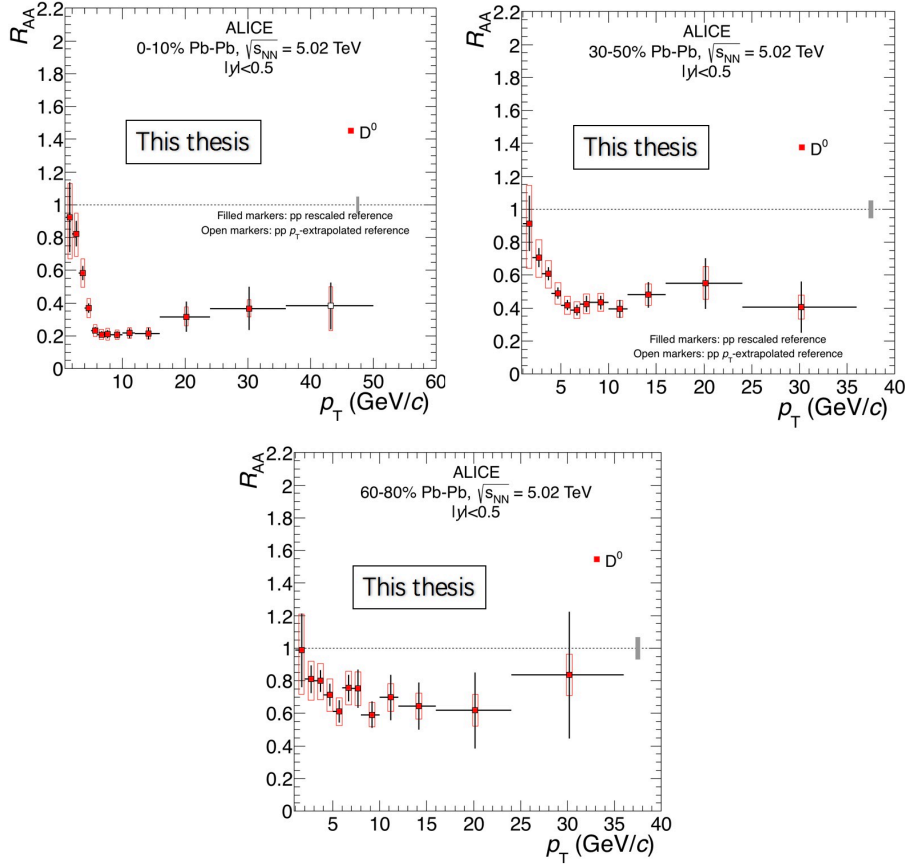 R_AA
2.2
2
1.8
1.6
1.4
1.2
1
0.8
0.6
0.4
0.2
0
ALICE
0-10% Pb-Pb, √s_NN = 5.02 TeV
|y|<0.5
This thesis
D⁰
Filled markers: pp rescaled reference
Open markers: pp p_T-extrapolated reference
10 20 30 40 50 60
p_T (GeV/c)
R_AA
2.2
2
1.8
1.6
1.4
1.2
1
0.8
0.6
0.4
0.2
0
ALICE
30-50% Pb-Pb, √s_NN = 5.02 TeV
|y|<0.5
This thesis
D⁰
Filled markers: pp rescaled reference
Open markers: pp p_T-extrapolated reference
5 10 15 20 25 30 35 40
p_T (GeV/c)
R_AA
2.2
2
1.8
1.6
1.4
1.2
1
0.8
0.6
0.4
0.2
0
ALICE
60-80% Pb-Pb, √s_NN = 5.02 TeV
|y|<0.5
This thesis
D⁰
5 10 15 20 25 30 35 40
p_T (GeV/c)